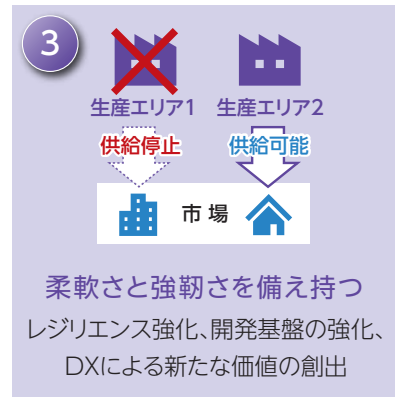 3
生産エリア1 生産エリア2
供給停止 供給可能
市場
柔軟さと強靭さを備え持つ
レジリエンス強化、開発基盤の強化、
DXによる新たな価値の創出